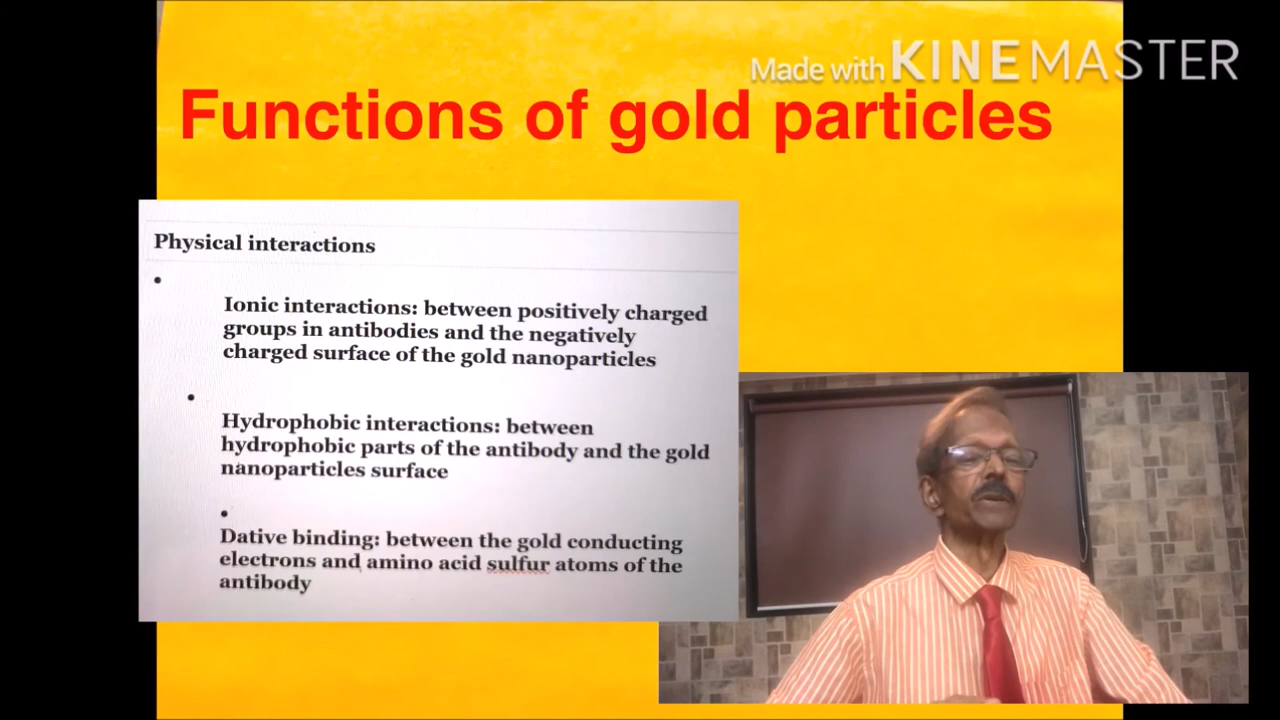 Made with KINEMASTER
Functions of gold particles
Physical interactions
Ionic interactions: between positively charged
groups in antibodies and the negatively
charged surface of the gold nanoparticles
Hydrophobic interactions: between
hydrophobic parts of the antibody and the gold
nanoparticles surface
Dative binding: between the gold conducting
electrons and amino acid sulfur atoms of the
antibody